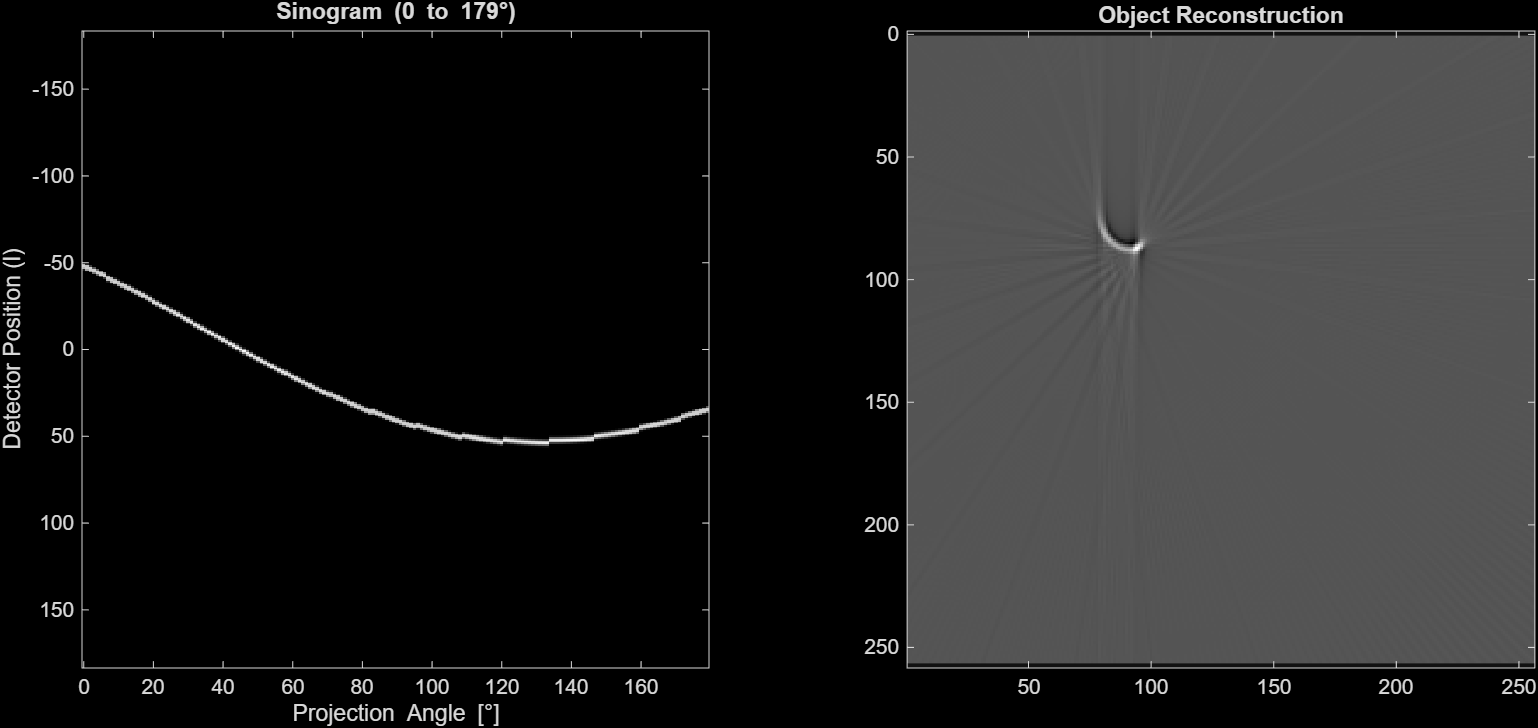 Sinogram (0 to 179°)
-150
-100
-50
0
50
100
150
Detector Position (l)
0 20 40 60 80 100 120 140 160
Projection Angle [°]
Object Reconstruction
0
50
100
150
200
250
50 100 150 200 250